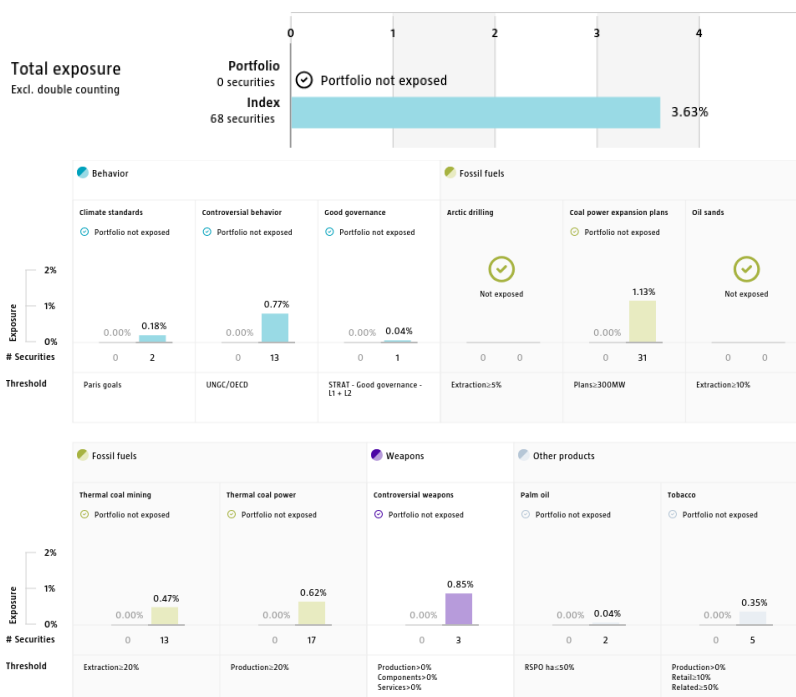 0 1 2 3 4
Total exposure
Excl. double counting
Portfolio
0 securities
Portfolio not exposed
Index
68 securities
3.63%
Behavior
Fossil fuels
Climate standards
Controversial behavior
Good governance
Arctic drilling
Coal power expansion plans
Oil sands
Portfolio not exposed
Portfolio not exposed
Portfolio not exposed
Not exposed
Portfolio not exposed
Not exposed
Exposure
2%
1%
0%
0.00% 0.18%
0.00% 0.77%
0.00% 0.04%
0.00% 1.13%
# Securities
0 2
0 13
0 1
0 0
0 31
0 0
Threshold
Paris goals
UNGC/OECD
STRAT - Good governance -
L1 + L2
Extraction≥5%
Plans≥300MW
Extraction≥10%
Fossil fuels
Weapons
Other products
Thermal coal mining
Thermal coal power
Controversial weapons
Palm oil
Tobacco
Portfolio not exposed
Portfolio not exposed
Portfolio not exposed
Portfolio not exposed
Portfolio not exposed
Exposure
2%
1%
0%
0.00% 0.47%
0.00% 0.62%
0.00% 0.85%
0.00% 0.04%
0.00% 0.35%
# Securities
0 13
0 17
0 3
0 2
0 5
Threshold
Extraction≥20%
Production≥20%
Production>0%
Components>0%
Services>0%
RSPO ha≤50%
Production>0%
Retail≥10%
Related≥50%